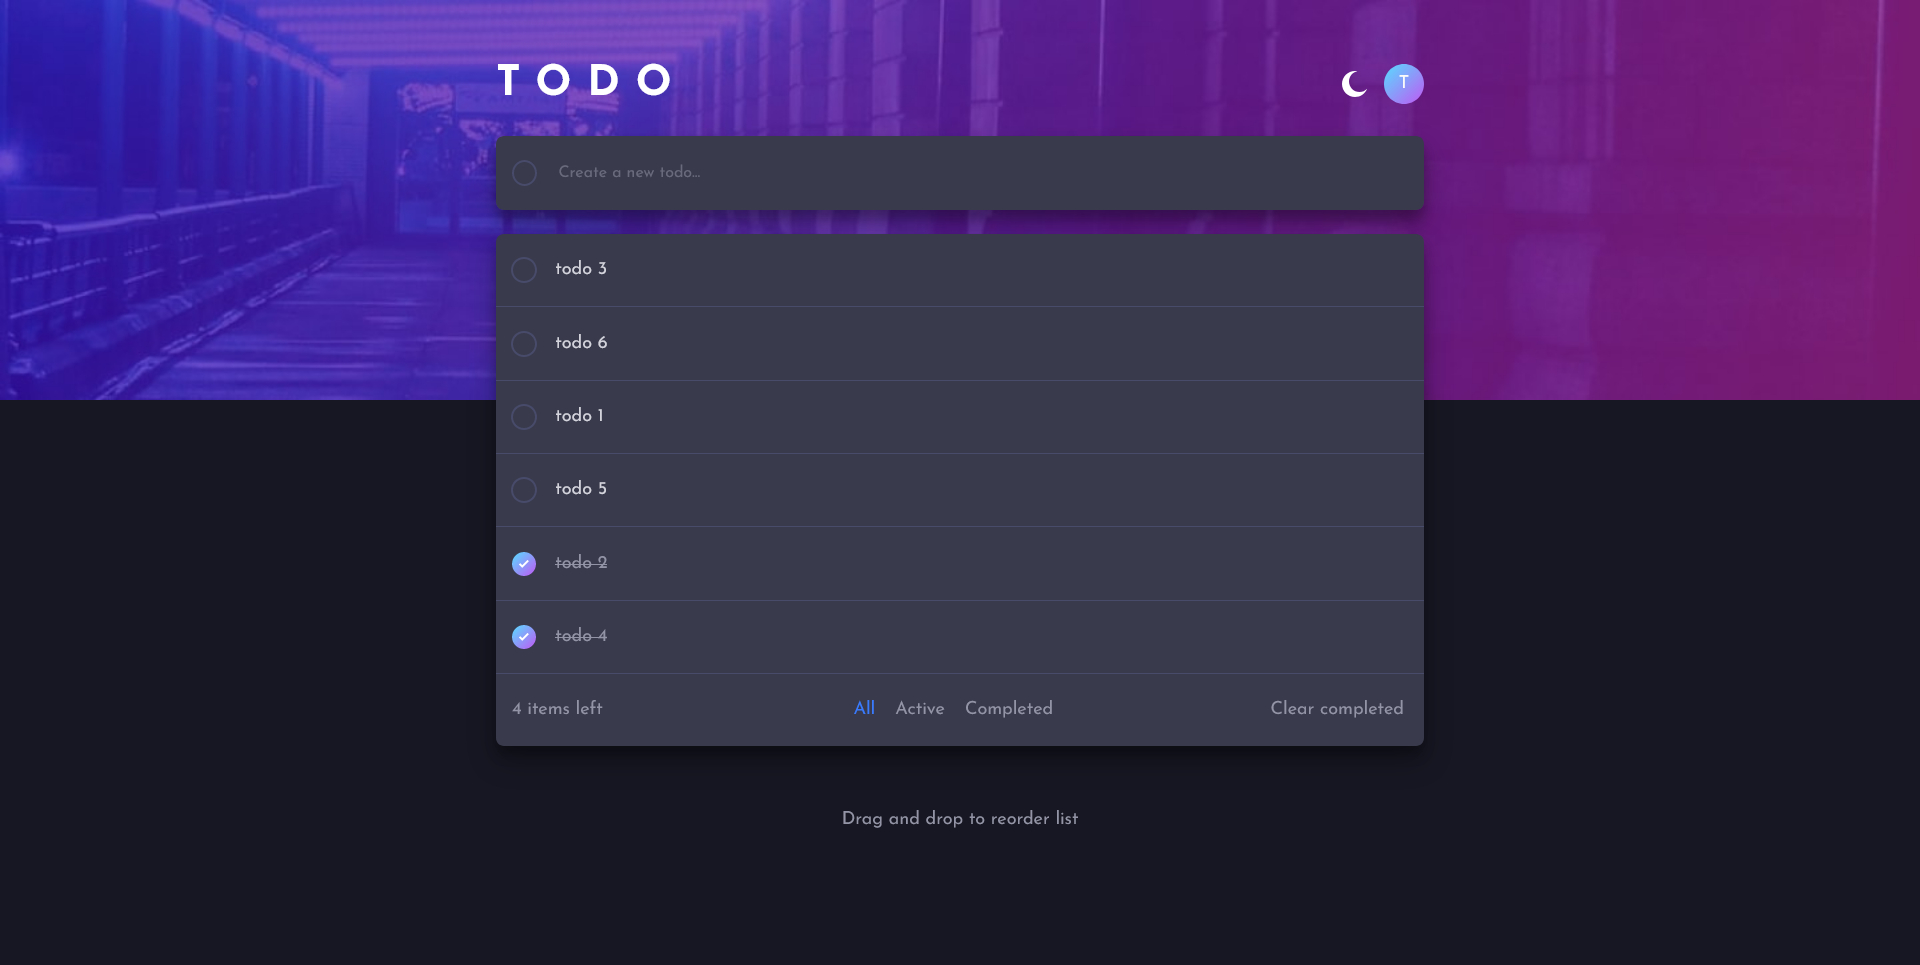 TODO
T
Create a new todo...
todo 3
todo 6
todo 1
todo 5
todo 2
todo 4
4 items left All Active Completed Clear completed
Drag and drop to reorder list